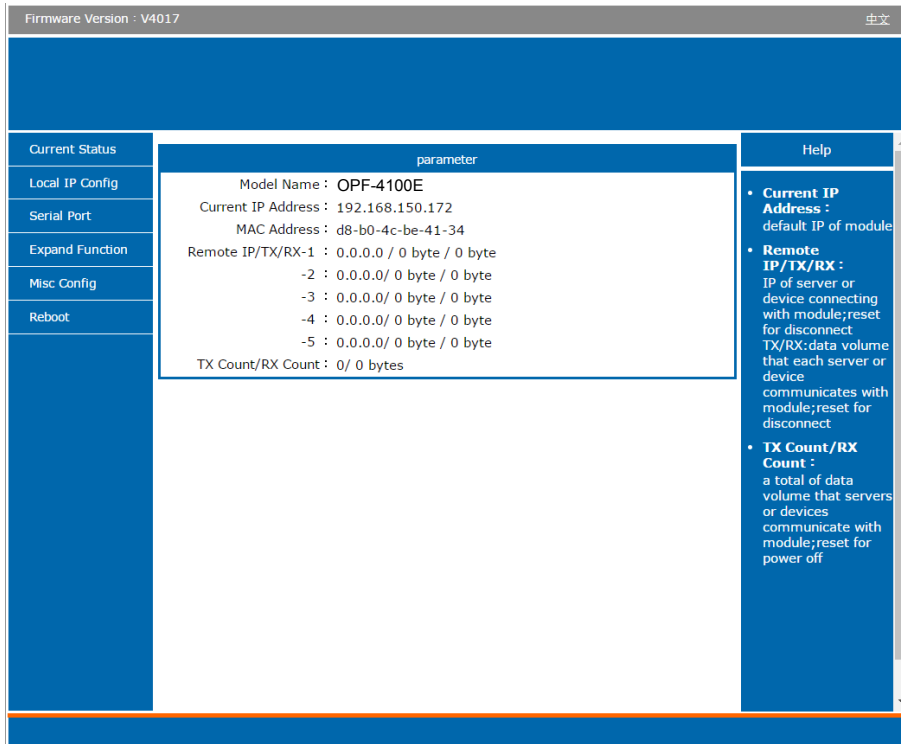 Firmware Version : V4017
中文
Current Status
Local IP Config
Serial Port
Expand Function
Misc Config
Reboot
parameter
Model Name : OPF-4100E
Current IP Address : 192.168.150.172
MAC Address : d8-b0-4c-be-41-34
Remote IP/TX/RX-1 : 0.0.0.0 / 0 byte / 0 byte
-2 : 0.0.0.0/ 0 byte / 0 byte
-3 : 0.0.0.0/ 0 byte / 0 byte
-4 : 0.0.0.0/ 0 byte / 0 byte
-5 : 0.0.0.0/ 0 byte / 0 byte
TX Count/RX Count : 0/ 0 bytes
Help
• Current IP
Address :
default IP of module
• Remote
IP/TX/RX :
IP of server or
device connecting
with module;reset
for disconnect
TX/RX:data volume
that each server or
device
communicates with
module;reset for
disconnect
• TX Count/RX
Count :
a total of data
volume that servers
or devices
communicate with
module;reset for
power off